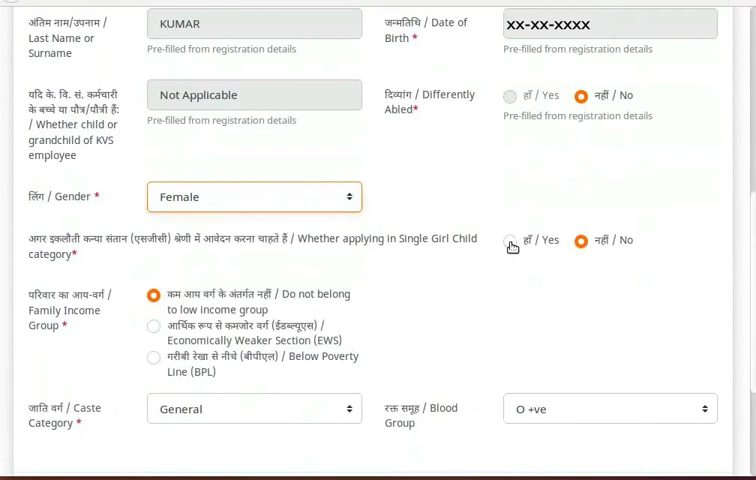 अंतिम नाम/उपनाम /
Last Name or
Surname
KUMAR
Pre-filled from registration details
जन्मतिथि / Date of
Birth *
XX-XX-XXXX
Pre-filled from registration details
यदि के. वि. सं. कर्मचारी
के बच्चे या पौत्र/पौत्री हैं:
/ Whether child or
grandchild of KVS
employee
Not Applicable
Pre-filled from registration details
दिव्यांग / Differently
Abled*
हाँ / Yes नहीं / No
Pre-filled from registration details
लिंग / Gender *
Female
अगर इकलौती कन्या संतान (एसजीसी) श्रेणी में आवेदन करना चाहते हैं / Whether applying in Single Girl Child
category*
हाँ / Yes नहीं / No
परिवार का आय-वर्ग /
Family Income
Group *
कम आय वर्ग के अंतर्गत नहीं / Do not belong
to low Income group
आर्थिक रूप से कमजोर वर्ग (ईडब्ल्यूएस) /
Economically Weaker Section (EWS)
गरीबी रेखा से नीचे (बीपीएल) / Below Poverty
Line (BPL)
जाति वर्ग / Caste
Category *
General
रक्त समूह / Blood
Group
O +ve